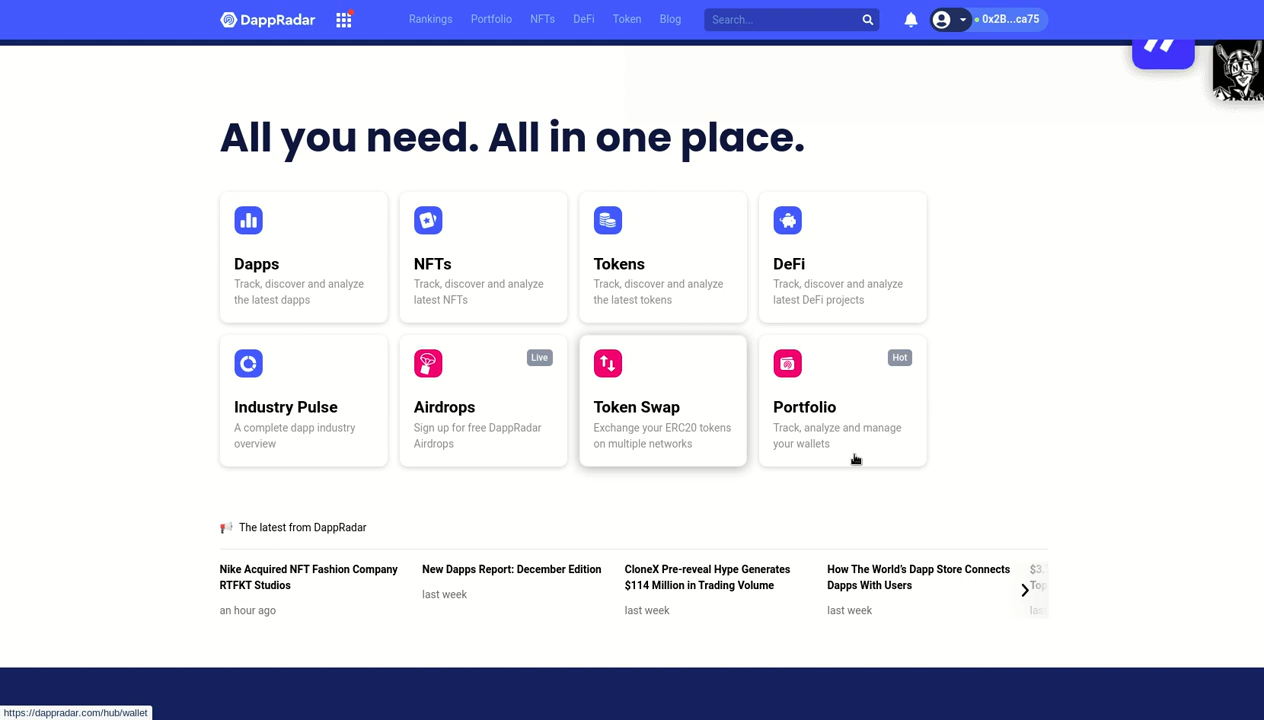 DappRadar
Rankings
Portfolio
NFTs
DeFi
Token
Blog
Search...
0x2B...ca75
All you need. All in one place.
Dapps
Track, discover and analyze
the latest dapps
NFTs
Track, discover and analyze
latest NFTs
Tokens
Track, discover and analyze
the latest tokens
DeFi
Track, discover and analyze
latest DeFi projects
Industry Pulse
A complete dapp industry
overview
Live
Airdrops
Sign up for free DappRadar
Airdrops
Token Swap
Exchange your ERC20 tokens
on multiple networks
Hot
Portfolio
Track, analyze and manage
your wallets
The latest from DappRadar
Nike Acquired NFT Fashion Company
RTFKT Studios
an hour ago
New Dapps Report: December Edition
last week
CloneX Pre-reveal Hype Generates
$114 Million in Trading Volume
last week
How The World's Dapp Store Connects
Dapps With Users
last week
https://dappradar.com/hub/wallet